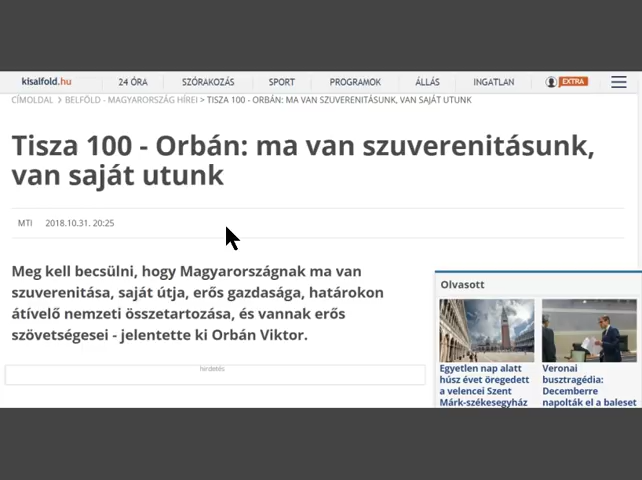 kisalfold.hu 24 ÓRA SZÓRAKOZÁS SPORT PROGRAMOK ÁLLÁS INGATLAN EXTRA
CÍMOLDAL > BELFÖLD - MAGYARORSZÁG HÍREI > TISZA 100 - ORBÁN: MA VAN SZUVERENITÁSUNK, VAN SAJÁT UTUNK
Tisza 100 - Orbán: ma van szuverenitásunk,
van saját utunk
MTI 2018.10.31. 20:25
Meg kell becsülni, hogy Magyarországnak ma van
szuverenitása, saját útja, erős gazdasága, határokon
átívelő nemzeti összetartozása, és vannak erős
szövetségesei - jelentette ki Orbán Viktor.
hirdetés
Olvasott
Egyetlen nap alatt
húsz évet öregedett
a velencei Szent
Márk-székesegyház
Veronai
busztragédia:
Decemberre
napolták el a baleset